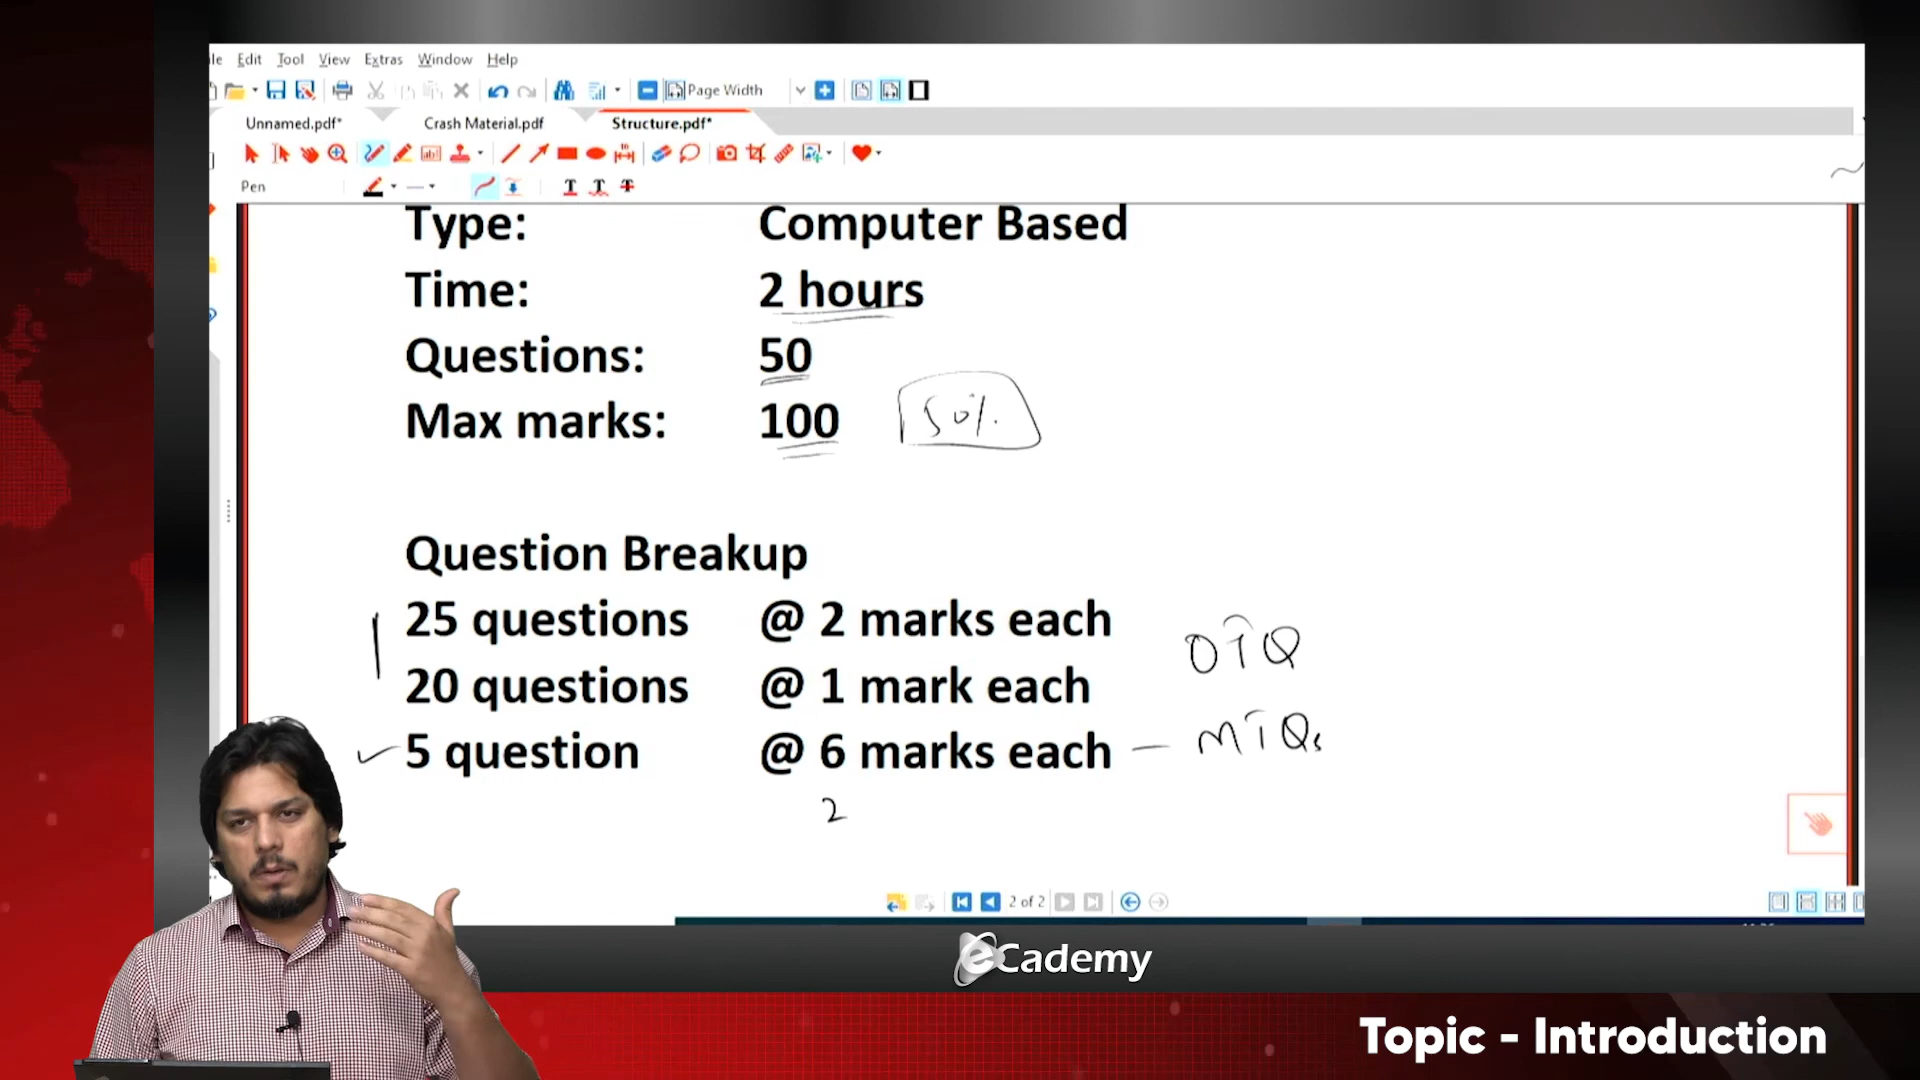 le Edit Tool View Extras Window Help
Page Width
Unnamed.pdf* Crash Material.pdf Structure.pdf*
Pen
Type: Computer Based
Time: 2 hours
Questions: 50
Max marks: 100 50%
Question Breakup
25 questions @ 2 marks each
OTQ
20 questions @ 1 mark each
5 question @ 6 marks each — MTQs
2
2 of 2
eCademy
Topic - Introduction